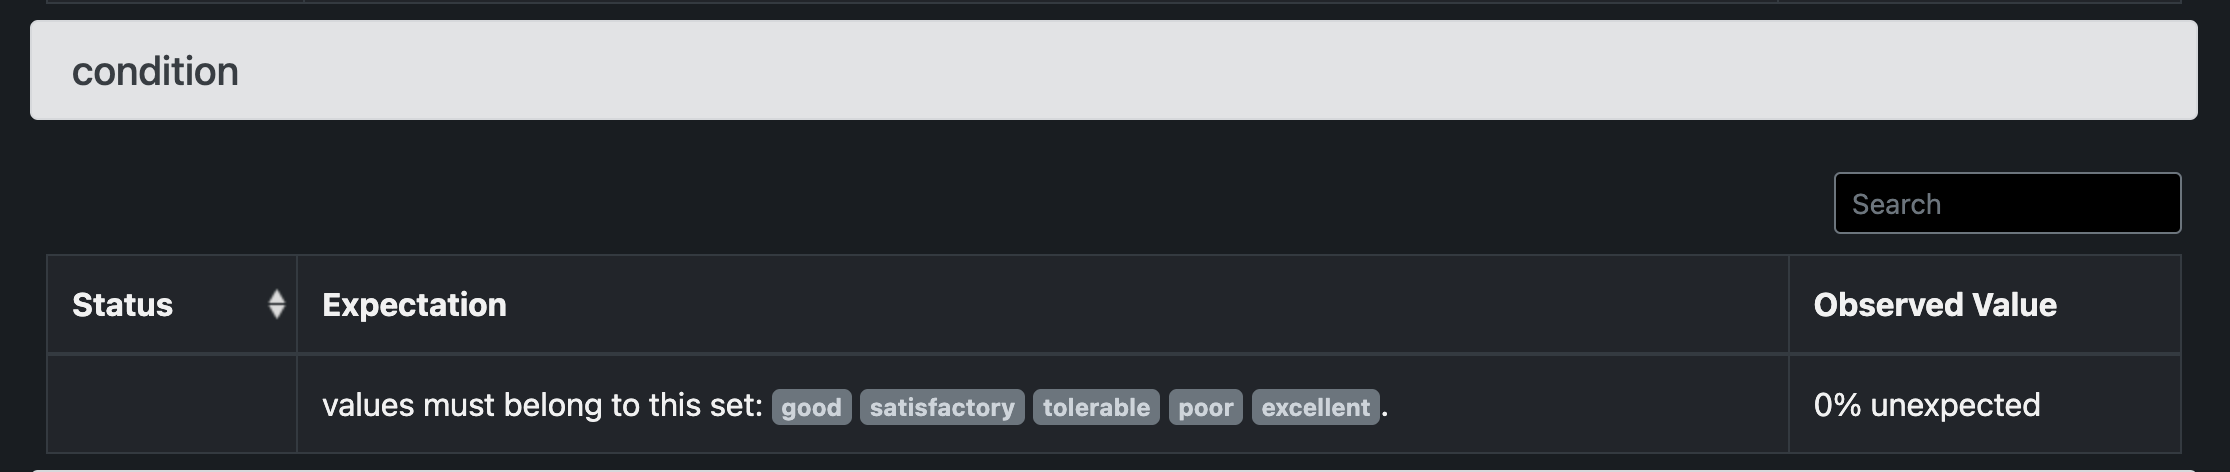 condition
Search
Status Expectation Observed Value
values must belong to this set: good satisfactory tolerable poor excellent. 0% unexpected